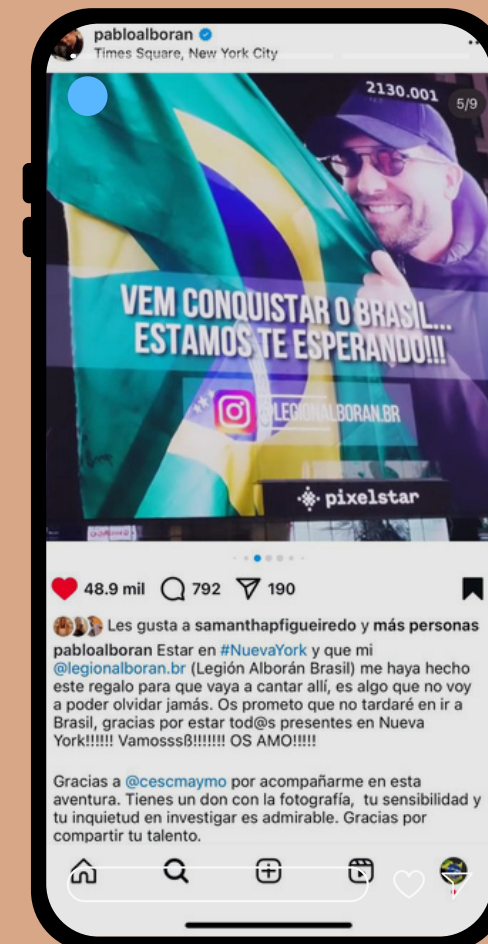 pabloalboran
Times Square, New York City
2130.001
5/9
VEM CONQUISTAR O BRASIL...
ESTAMOS TE ESPERANDO!!!
@LEGIONALBORAN.BR
pixelstar
48.9 mil 792 190
Les gusta a samanthapfigueiredo y más personas
pabloalboran Estar en #NuevaYork y que mi
@legionalboran.br (Legión Alborán Brasil) me haya hecho
este regalo para que vaya a cantar allí, es algo que no voy
a poder olvidar jamás. Os prometo que no tardaré en ir a
Brasil, gracias por estar tod@s presentes en Nueva
York!!!!!! Vamosssß!!!!!!! OS AMO!!!!!
Gracias a @cescmaymo por acompañarme en esta
aventura. Tienes un don con la fotografía, tu sensibilidad y
tu inquietud en investigar es admirable. Gracias por
compartir tu talento.